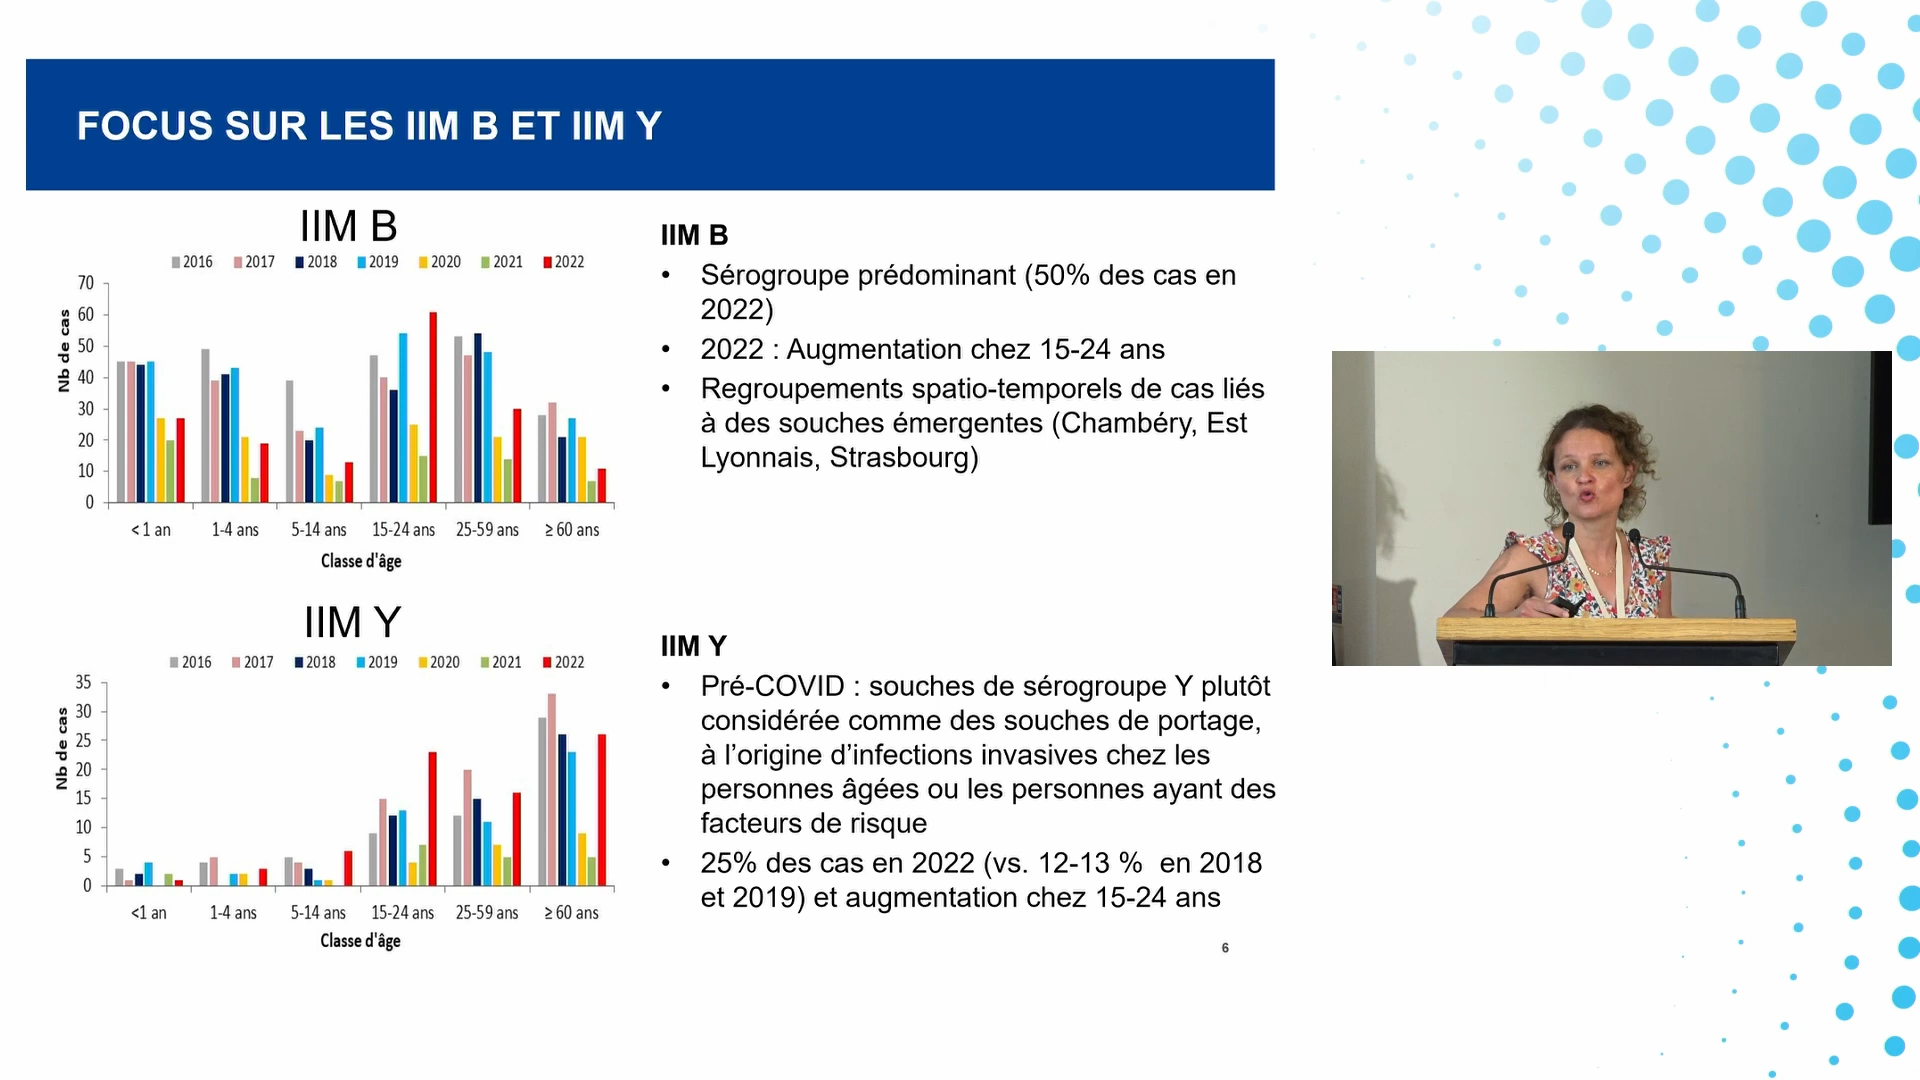 FOCUS SUR LES IIM B ET IIM Y
IIM B
2016 2017 2018 2019 2020 2021 2022
Nb de cas
70
60
50
40
30
20
10
0
< 1 an 1-4 ans 5-14 ans 15-24 ans 25-59 ans ≥ 60 ans
Classe d'âge
IIM B
• Sérogroupe prédominant (50% des cas en
2022)
• 2022 : Augmentation chez 15-24 ans
• Regroupements spatio-temporels de cas liés
à des souches émergentes (Chambéry, Est
Lyonnais, Strasbourg)
IIM Y
2016 2017 2018 2019 2020 2021 2022
Nb de cas
35
30
25
20
15
10
5
0
<1 an 1-4 ans 5-14 ans 15-24 ans 25-59 ans ≥ 60 ans
Classe d'âge
IIM Y
• Pré-COVID : souches de sérogroupe Y plutôt
considérée comme des souches de portage,
à l’origine d’infections invasives chez les
personnes âgées ou les personnes ayant des
facteurs de risque
• 25% des cas en 2022 (vs. 12-13 % en 2018
et 2019) et augmentation chez 15-24 ans
6